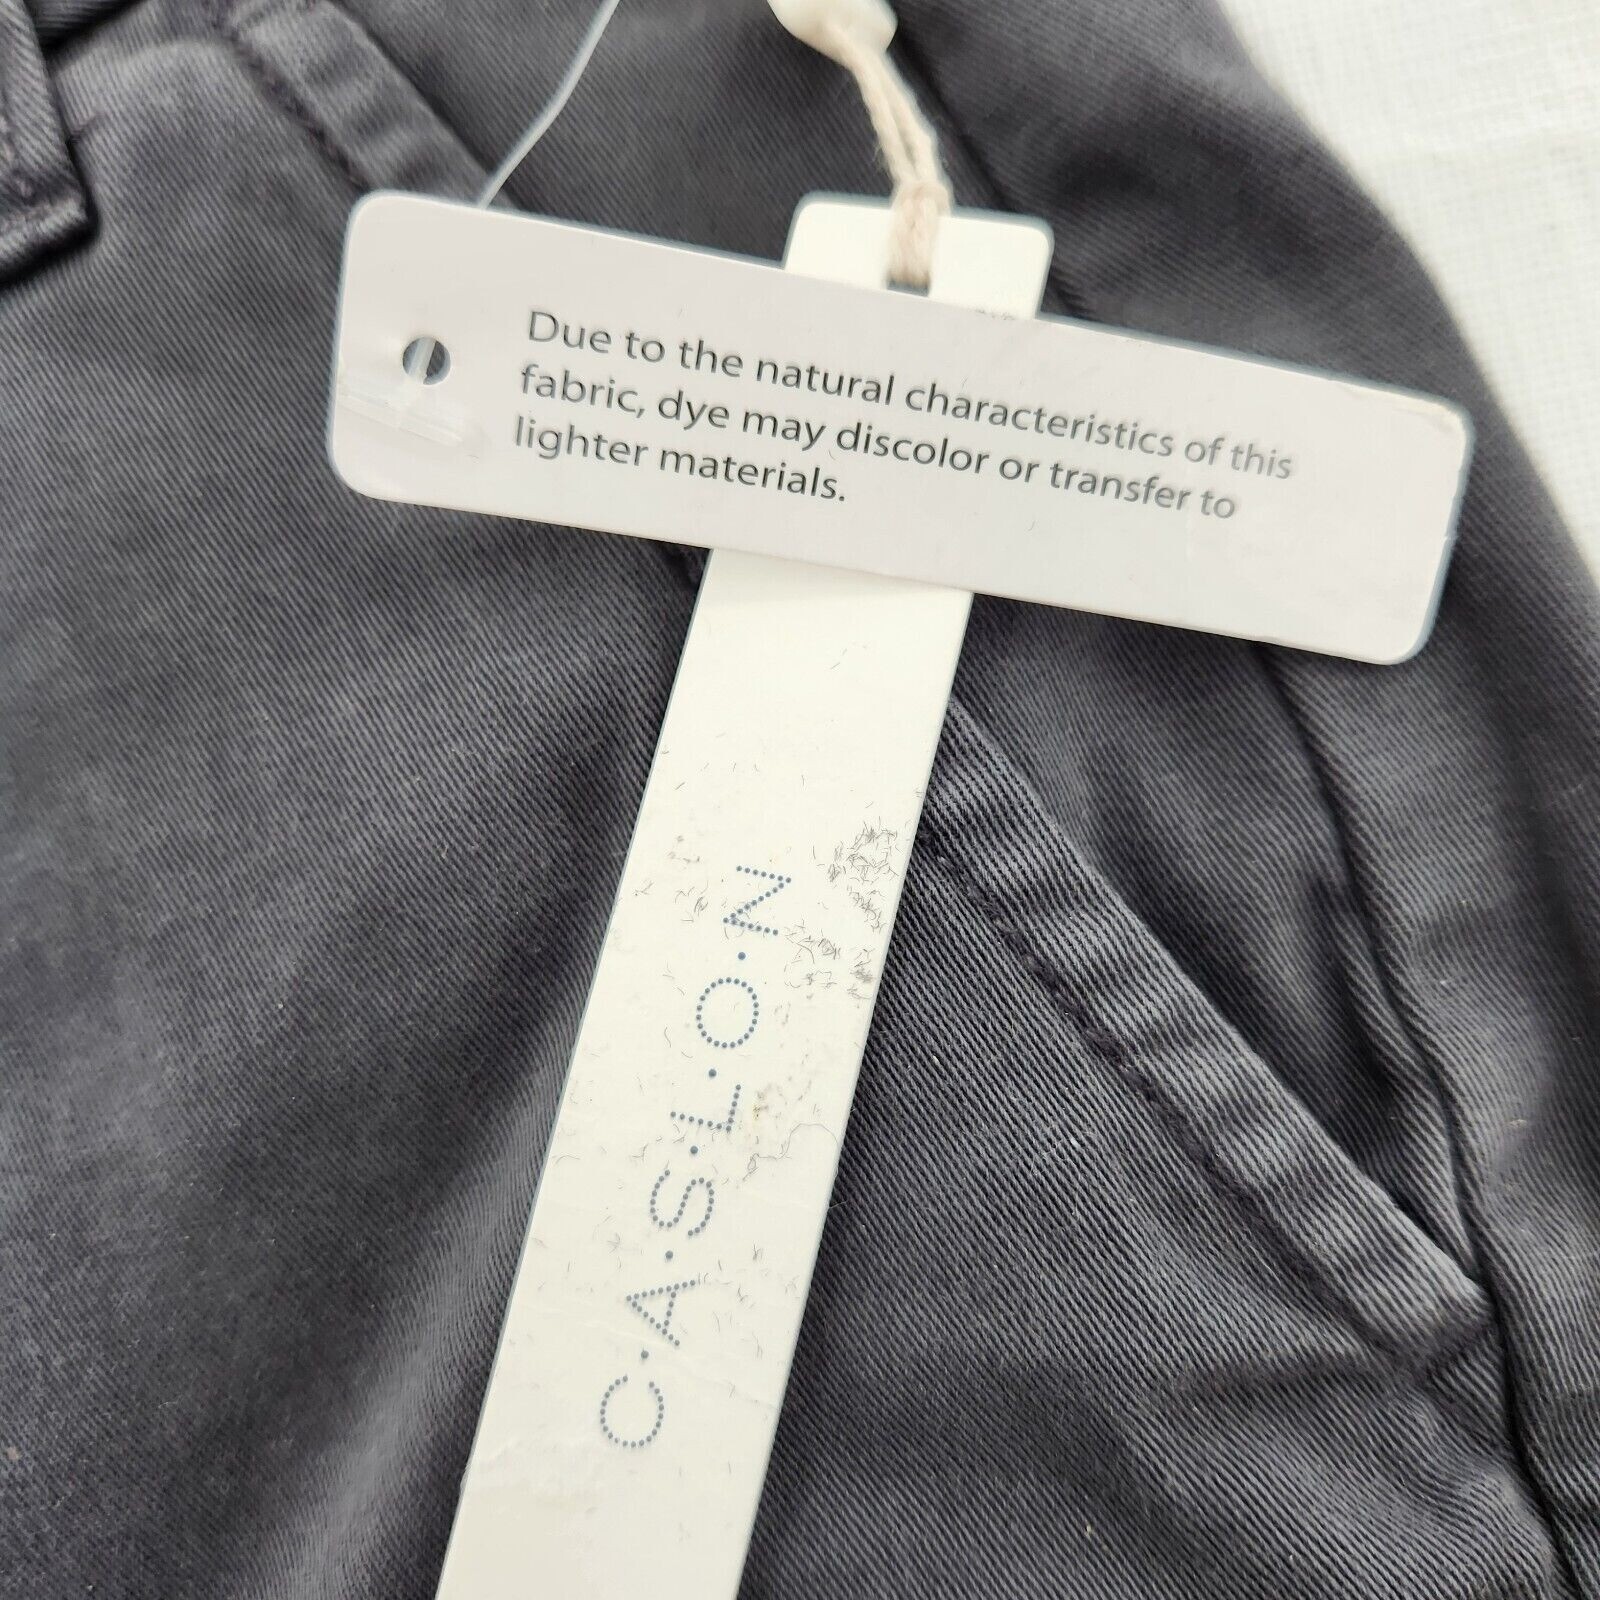 Due to the natural characteristics of this
fabric, dye may discolor or transfer to
lighter materials.
C·A·S·L·O·N